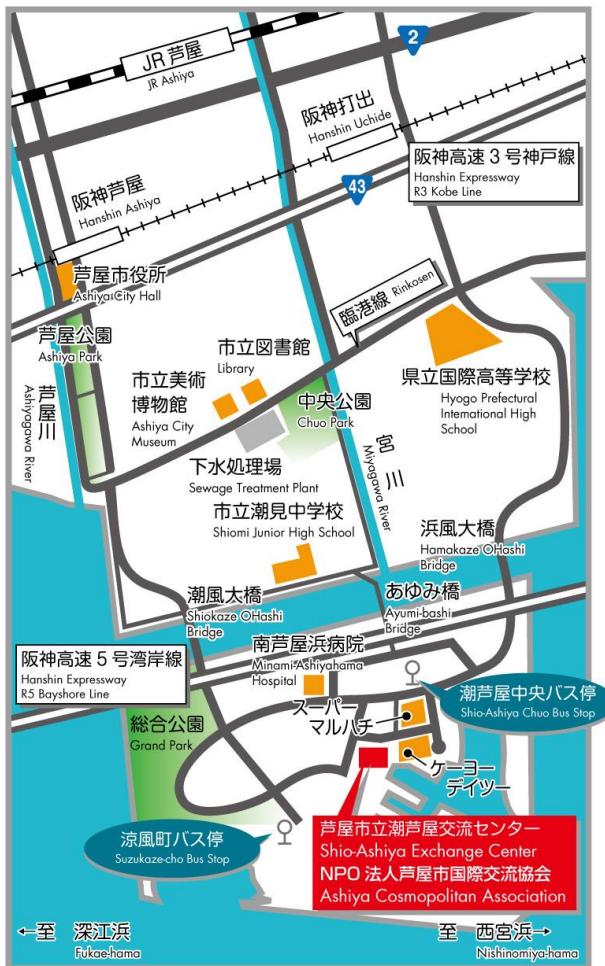 2
JR 芦屋
JR Ashiya
阪神打出
Hanshin Uchide
阪神高速 3 号神戸線
Hanshin Expressway
R3 Kobe Line
43
阪神芦屋
Hanshin Ashiya
芦屋市役所
Ashiya City Hall
芦屋公園
Ashiya Park
臨港線 Rinkosen
市立図書館
Library
市立美術
博物館
Ashiya City
Museum
中央公園
Chuo Park
県立国際高等学校
Hyogo Prefectural
International High
School
芦屋川
Ashiyagawa River
宮川
Miyagawa River
下水処理場
Sewage Treatment Plant
市立潮見中学校
Shiomi Junior High School
浜風大橋
Hamakaze OHashi
Bridge
潮風大橋
Shiokaze OHashi
Bridge
あゆみ橋
Ayumi-bashi
Bridge
南芦屋浜病院
Minami-Ashiyahama
Hospital
阪神高速 5 号湾岸線
Hanshin Expressway
R5 Bayshore Line
潮芦屋中央バス停
Shio-Ashiya Chuo Bus Stop
スーパー
マルハチ
総合公園
Grand Park
ケーヨー
デイツー
涼風町バス停
Suzukaze-cho Bus Stop
芦屋市立潮芦屋交流センター
Shio-Ashiya Exchange Center
NPO 法人芦屋市国際交流協会
Ashiya Cosmopolitan Association
←至 深江浜
Fukae-hama
至 西宮浜→
Nishinomiya-hama